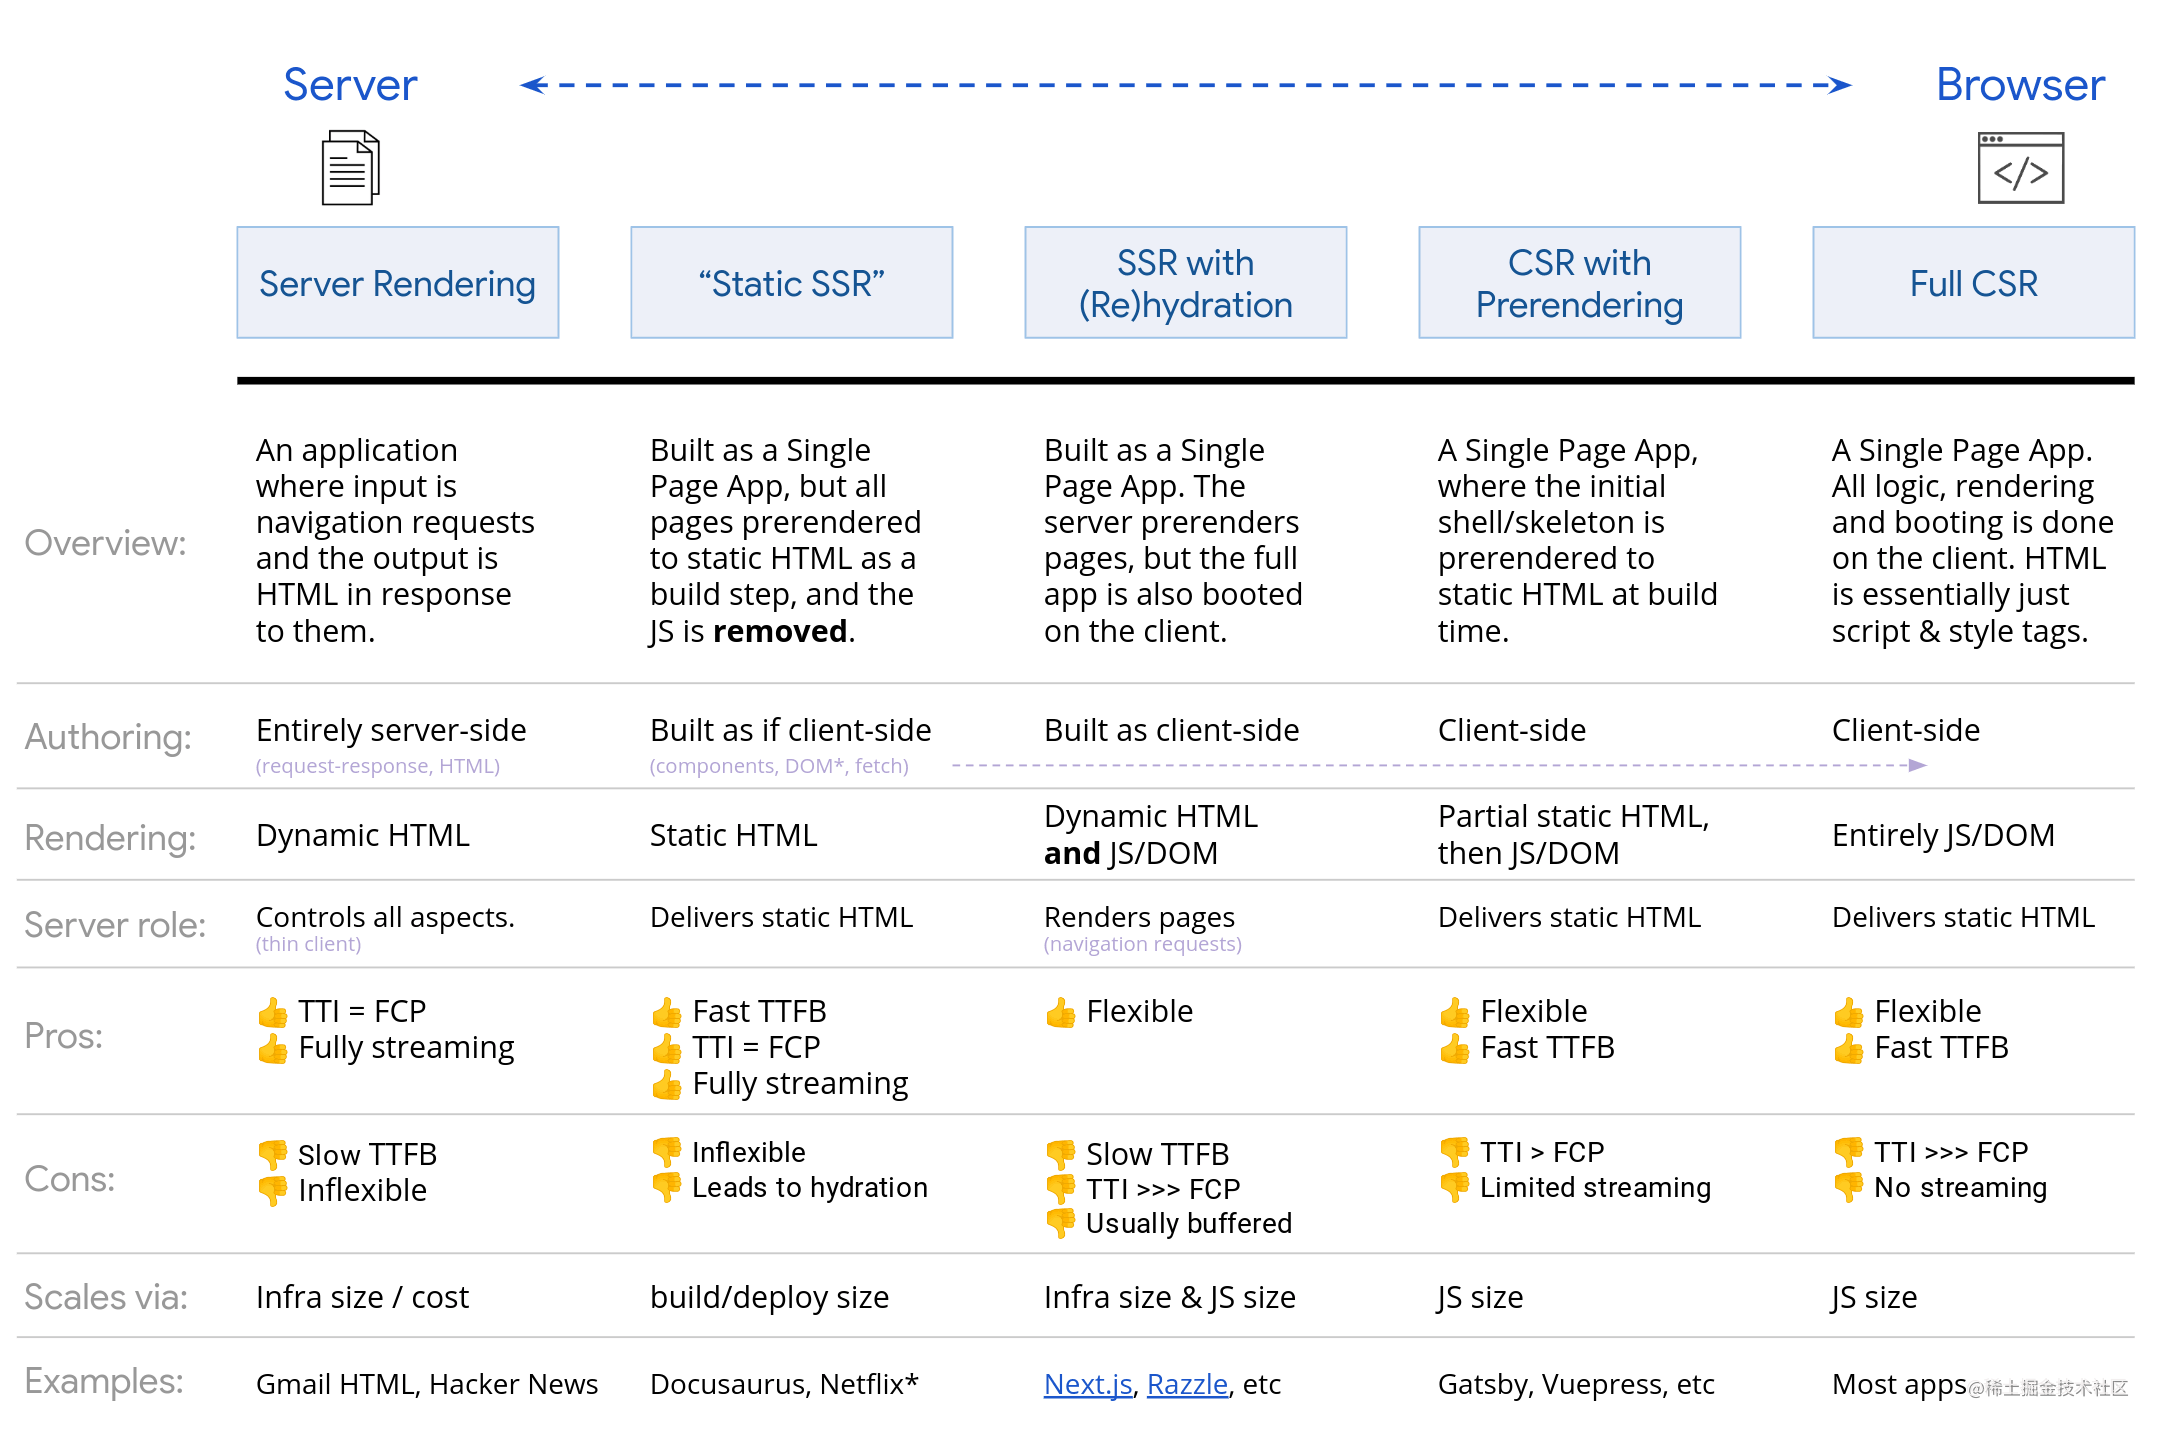 Server
Browser
</>
Server Rendering
“Static SSR”
SSR with
(Re)hydration
CSR with
Prerendering
Full CSR
Overview:
An application
where input is
navigation requests
and the output is
HTML in response
to them.
Built as a Single
Page App, but all
pages prerendered
to static HTML as a
build step, and the
JS is removed.
Built as a Single
Page App. The
server prerenders
pages, but the full
app is also booted
on the client.
A Single Page App,
where the initial
shell/skeleton is
prerendered to
static HTML at build
time.
A Single Page App.
All logic, rendering
and booting is done
on the client. HTML
is essentially just
script & style tags.
Authoring:
Entirely server-side
(request-response, HTML)
Built as if client-side
(components, DOM*, fetch)
Built as client-side
Client-side
Client-side
Rendering:
Dynamic HTML
Static HTML
Dynamic HTML
and JS/DOM
Partial static HTML,
then JS/DOM
Entirely JS/DOM
Server role:
Controls all aspects.
(thin client)
Delivers static HTML
Renders pages
(navigation requests)
Delivers static HTML
Delivers static HTML
Pros:
👍 TTI = FCP
👍 Fully streaming
👍 Fast TTFB
👍 TTI = FCP
👍 Fully streaming
👍 Flexible
👍 Flexible
👍 Fast TTFB
👍 Flexible
👍 Fast TTFB
Cons:
👎 Slow TTFB
👎 Inflexible
👎 Inflexible
👎 Leads to hydration
👎 Slow TTFB
👎 TTI >>> FCP
👎 Usually buffered
👎 TTI > FCP
👎 Limited streaming
👎 TTI >>> FCP
👎 No streaming
Scales via:
Infra size / cost
build/deploy size
Infra size & JS size
JS size
JS size
Examples:
Gmail HTML, Hacker News
Docusaurus, Netflix*
Next.js, Razzle, etc
Gatsby, Vuepress, etc
Most apps
@稀土掘金技术社区